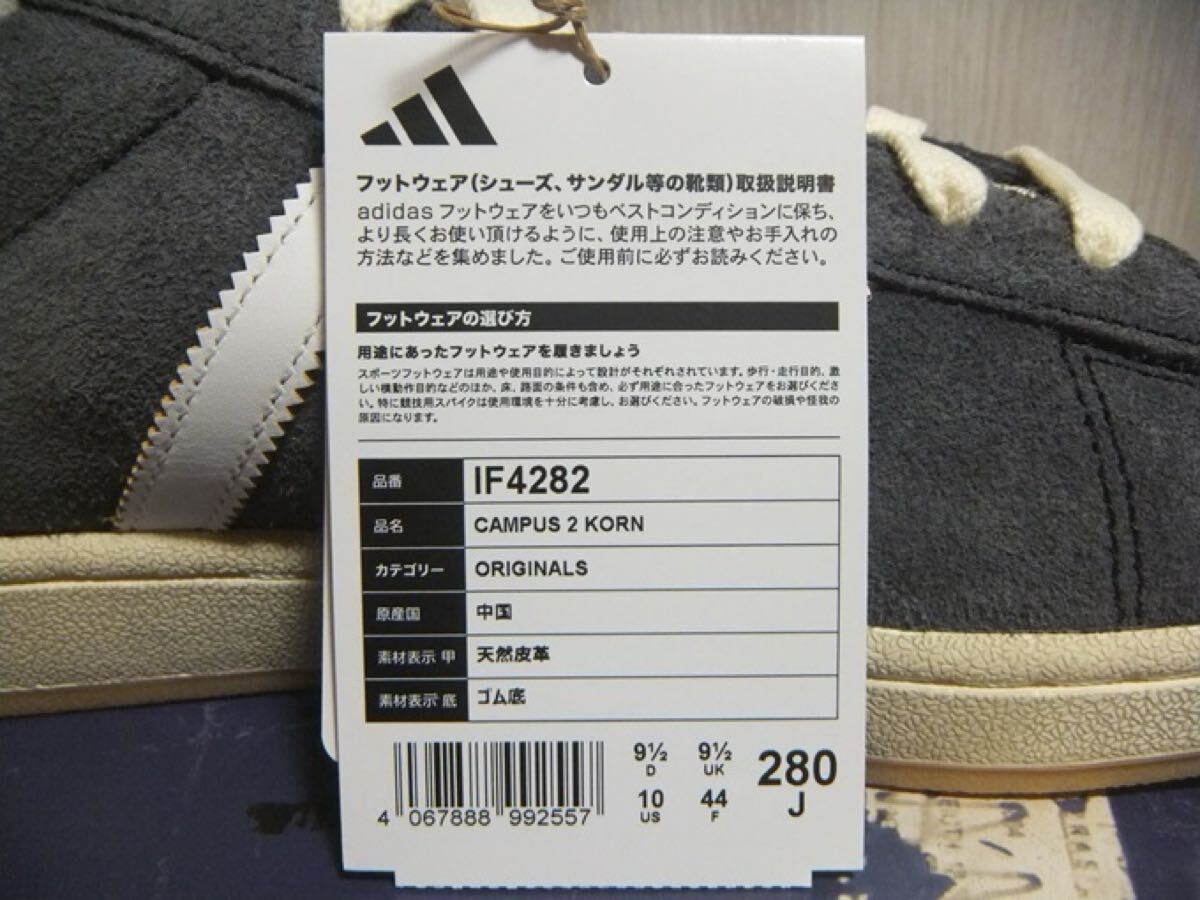 フットウェア(シューズ、サンダル等の靴類)取扱説明書
adidas フットウェアをいつもベストコンディションに保ち、
より長くお使い頂けるように、使用上の注意やお手入れの
方法などを集めました。ご使用前に必ずお読みください。
フットウェアの選び方
用途にあったフットウェアを履きましょう
スポーツフットウェアは用途や使用目的によって設計がそれぞれされています。歩行・走行目的、激
しい横動作目的などのほか、床、路面の条件も含め、必ず用途に合ったフットウェアをお選びくださ
い。特に競技用スパイクは使用環境を十分に考慮し、お選びください。フットウェアの破損や怪我の
原因になります。
品番 IF4282
品名 CAMPUS 2 KORN
カテゴリー ORIGINALS
原産国 中国
素材表示 甲 天然皮革
素材表示 底 ゴム底
9½ 9½ 280
D UK J
10 44
US F
4 067888 992557